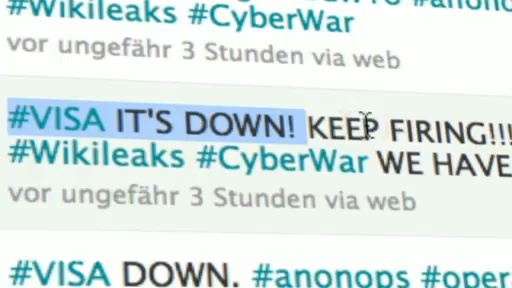 #Wikileaks #CyberWar
vor ungefähr 3 Stunden via web
#VISA IT'S DOWN! KEEP FIRING!!!
#Wikileaks #CyberWar WE HAVE
vor ungefähr 3 Stunden via web
#VISA DOWN. #anonops #oper